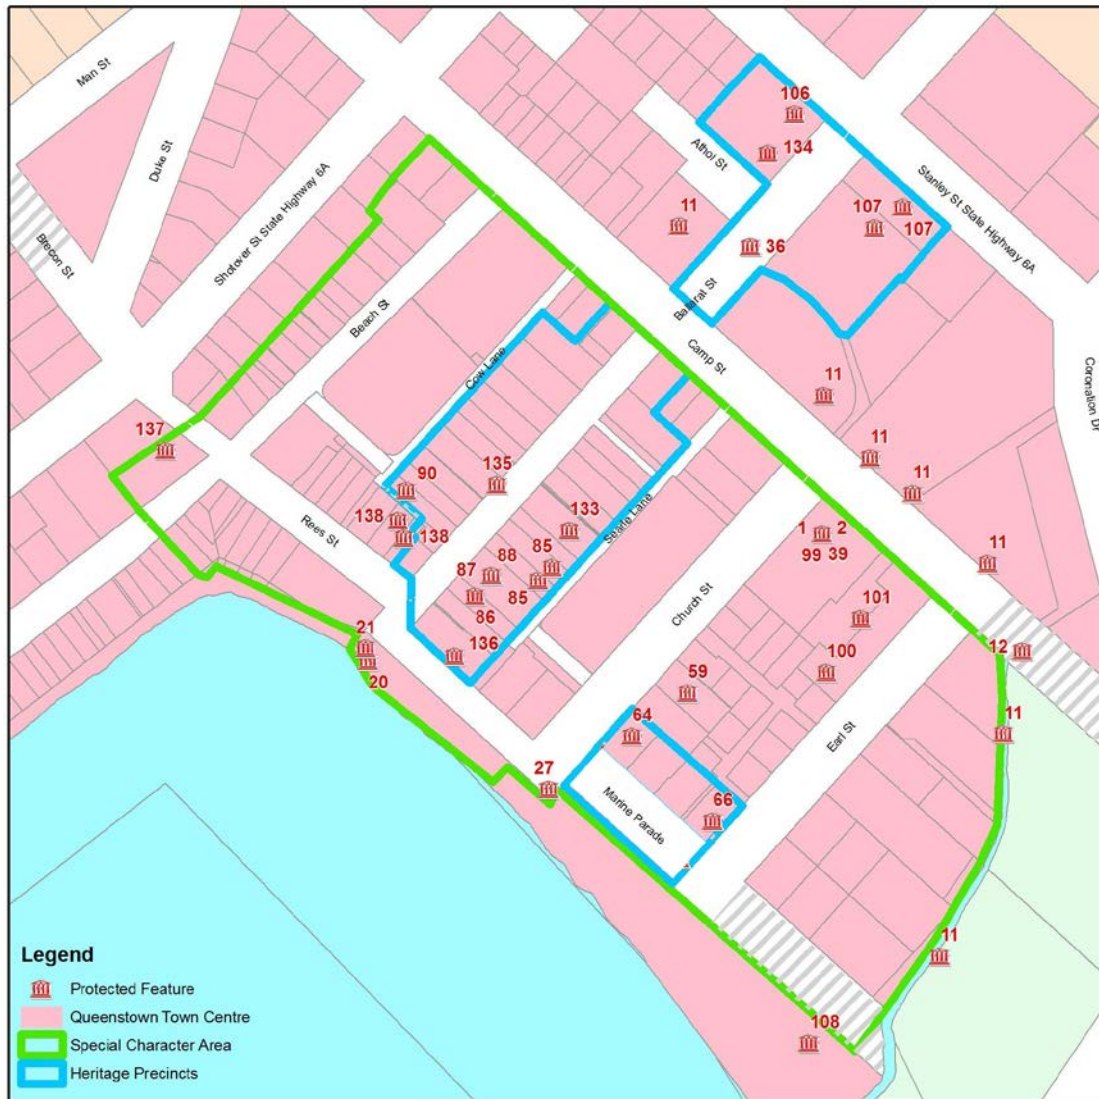 Man St
106
Duke St
134
Athol St
Shotover St State Highway 6A
Stanley St State Highway 6A
11
107
107
36
Brecon St
Ballarat St
Beach St
Camp St
Cow Lane
Coronation Dr
11
137
11
135
90
11
Searle Lane
133
Rees St
138
138
1
2
99
39
11
88
85
87
85
86
Church St
101
21
136
12
20
100
59
64
11
Earl St
27
66
Marine Parade
11
Legend
Protected Feature
Queenstown Town Centre
108
Special Character Area
Heritage Precincts